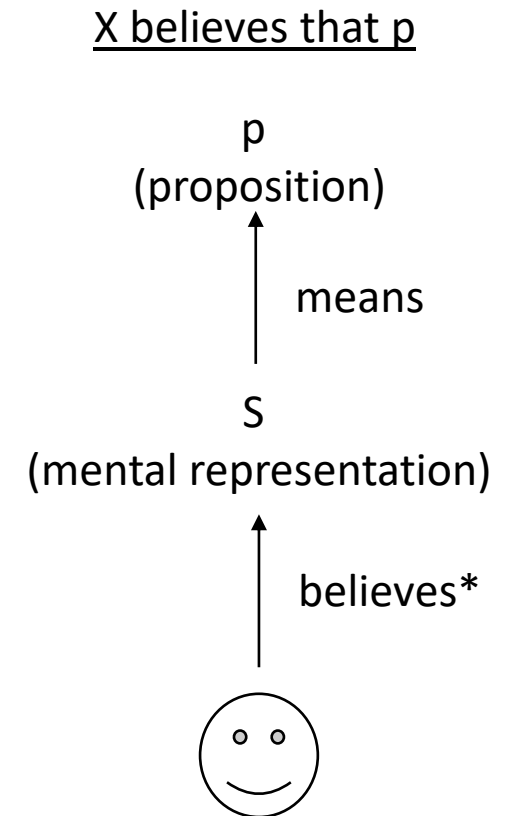 X believes that p
p
(proposition)
means
S
(mental representation)
believes*